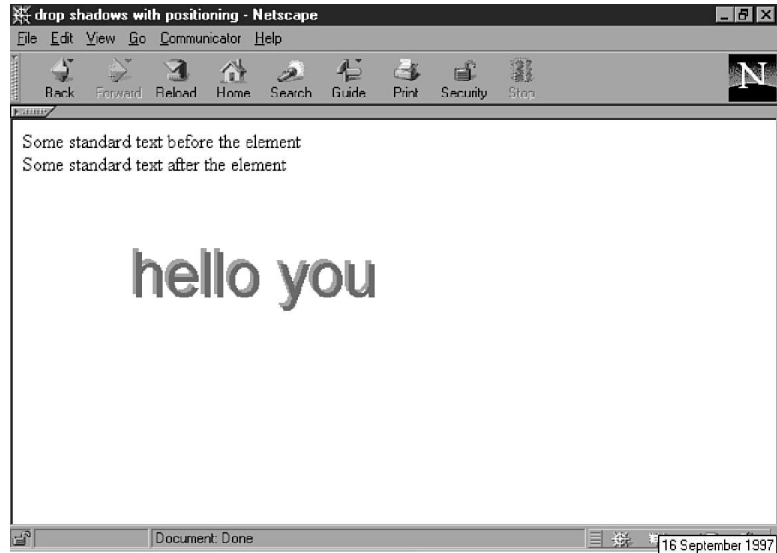 drop shadows with positioning - Netscape
File Edit View Go Communicator Help
Back Forward Reload Home Search Guide Print Security Stop
N
Some standard text before the element
Some standard text after the element
hello you
Document: Done
16 September 1997